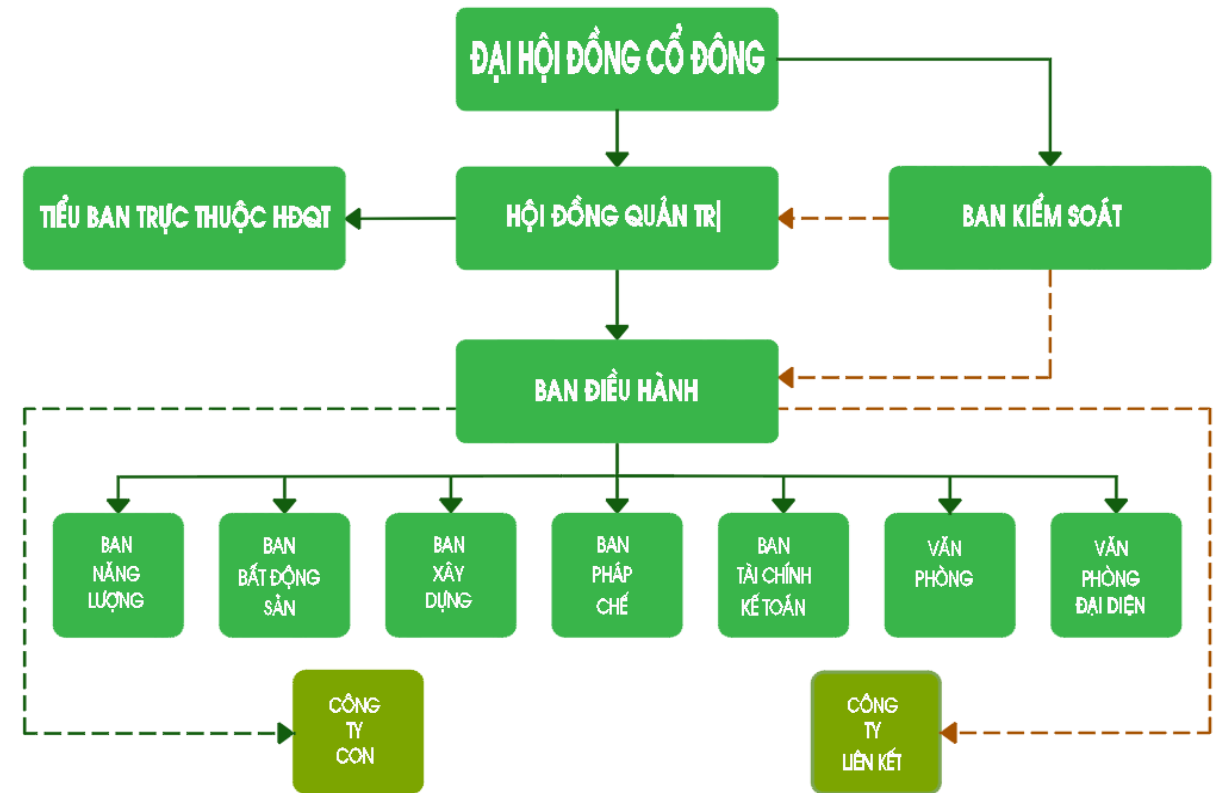 ĐẠI HỘI ĐỒNG CỔ ĐÔNG
TIỂU BAN TRỰC THUỘC HĐQT
HỘI ĐỒNG QUẢN TRỊ
BAN KIỂM SOÁT
BAN ĐIỀU HÀNH
BAN
NĂNG
LƯỢNG
BAN
BẤT ĐỘNG
SẢN
BAN
XÂY
DỰNG
BAN
PHÁP
CHẾ
BAN
TÀI CHÍNH
KẾ TOÁN
VĂN
PHÒNG
VĂN
PHÒNG
ĐẠI DIỆN
CÔNG
TY
CON
CÔNG
TY
LIÊN KẾT